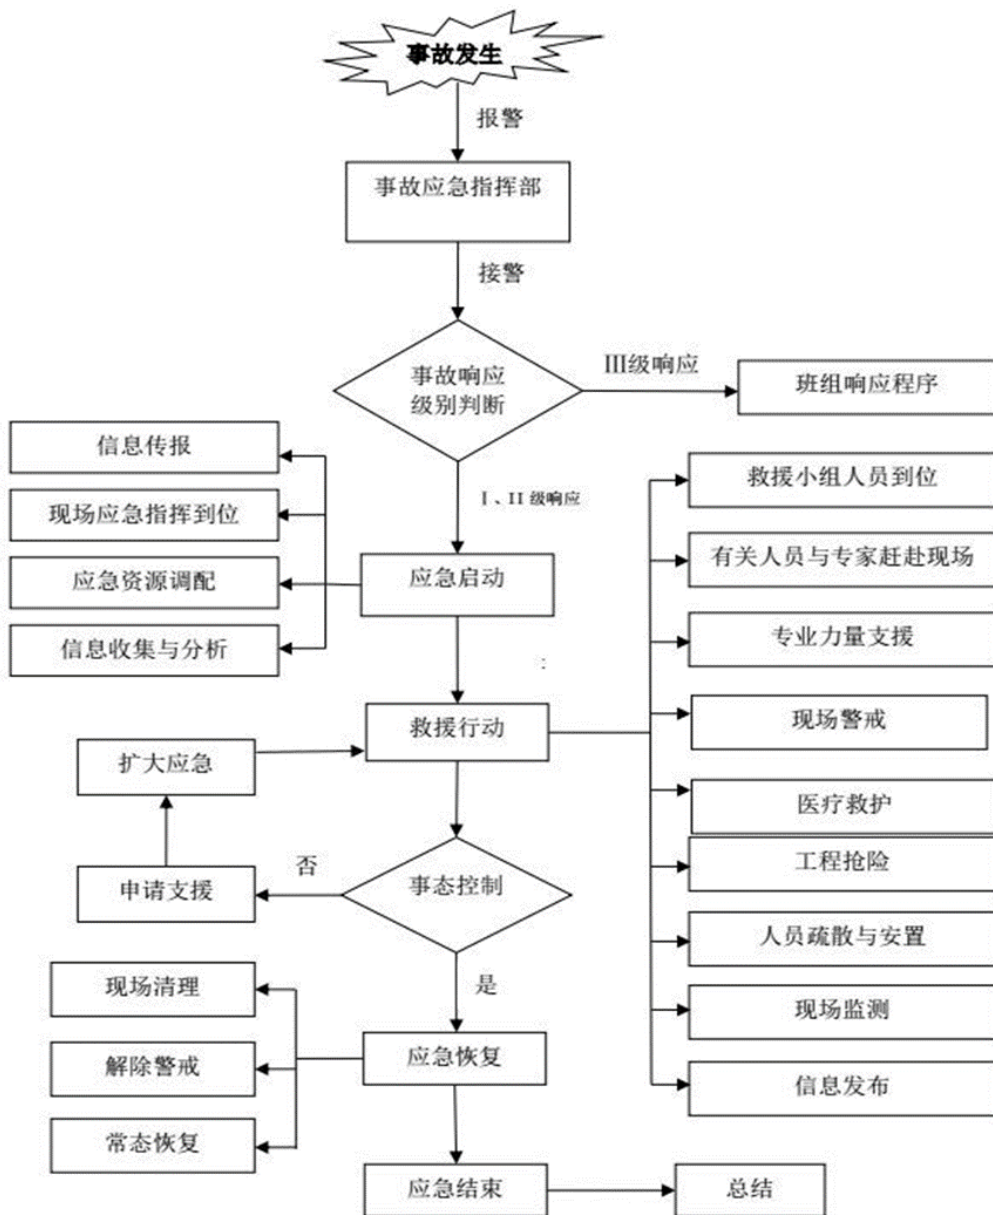 事故发生
报警
事故应急指挥部
接警
事故响应
级别判断
III级响应
班组响应程序
信息传报
现场应急指挥到位
应急资源调配
信息收集与分析
I、II 级响应
应急启动
:
救援小组人员到位
有关人员与专家赶赴现场
专业力量支援
现场警戒
医疗救护
工程抢险
人员疏散与安置
现场监测
信息发布
救援行动
扩大应急
申请支援
否
事态控制
是
现场清理
解除警戒
常态恢复
应急恢复
应急结束
总结